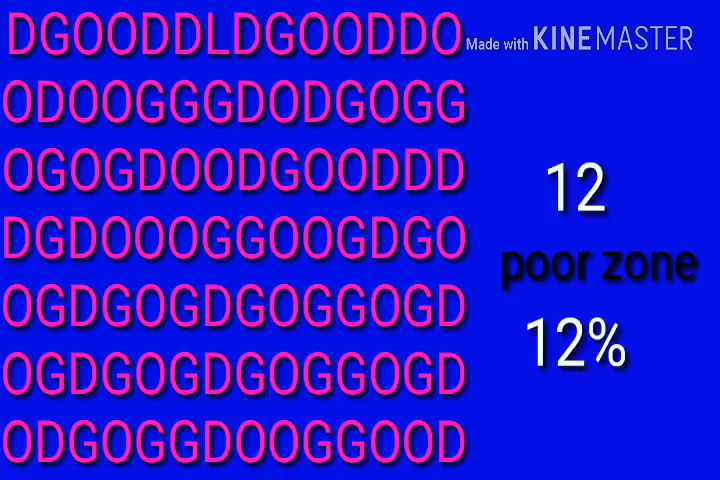 DGOODDLDGOODDO
Made with KINEMASTER
ODOOGGGDODGOGG
OGOGDOODGOODDD
DGDOOOGGOOGDGO
OGDGOGDGOGGOGD
OGDGOGDGOGGOGD
ODGOGGDOOGGOOD
12
poor zone
12%